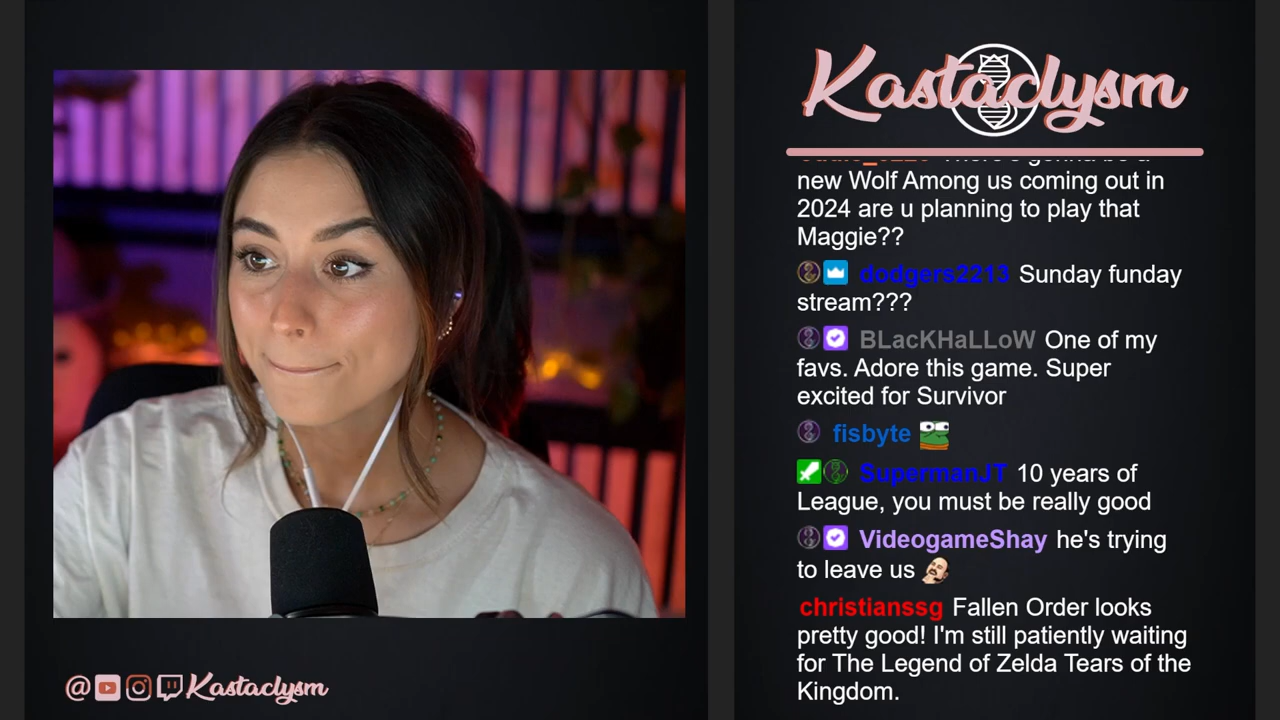 Kastaclysm
new Wolf Among us coming out in
2024 are u planning to play that
Maggie??
dodgers2213 Sunday funday
stream???
BLacKHaLLoW One of my
favs. Adore this game. Super
excited for Survivor
fisbyte
SupermanJT 10 years of
League, you must be really good
VideogameShay he's trying
to leave us
christianssg Fallen Order looks
pretty good! I'm still patiently waiting
for The Legend of Zelda Tears of the
Kingdom.
@ Kastaclysm